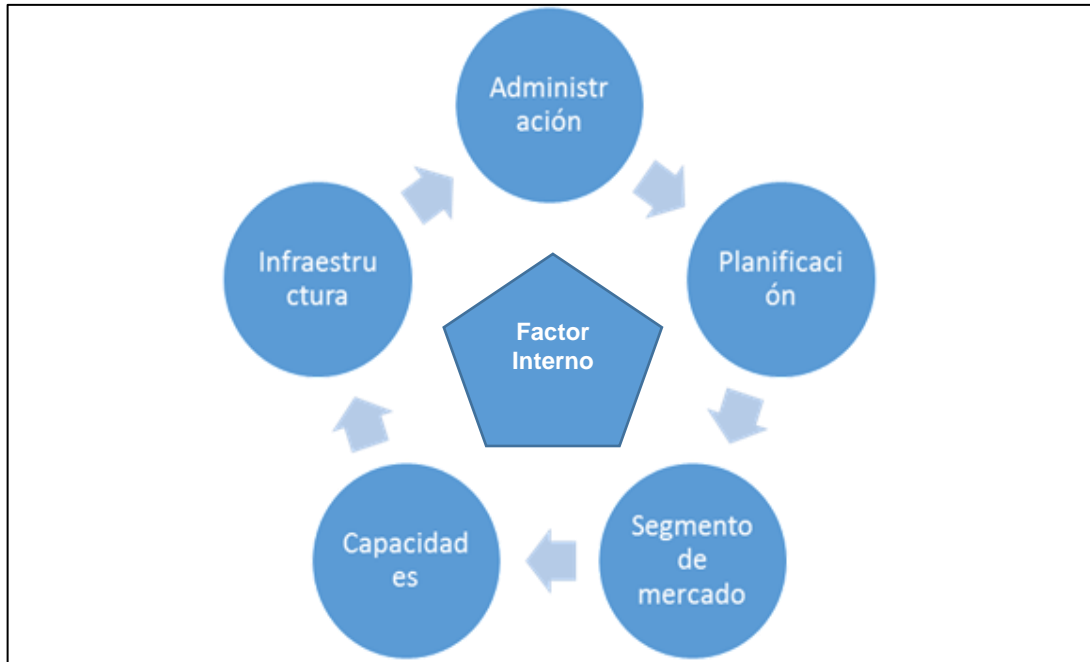 Administr
ación
Planificaci
ón
Segmento
de
mercado
Capacidad
es
Infraestru
ctura
Factor
Interno